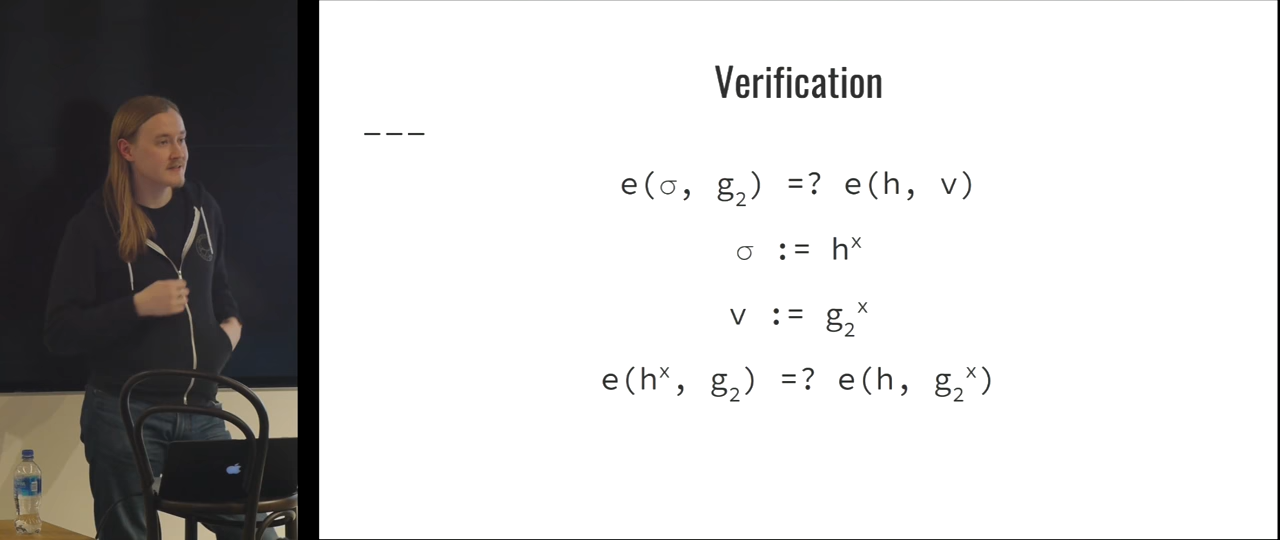 Verification
---
e(σ, g₂) =? e(h, v)
σ := hˣ
v := g₂ˣ
e(hˣ, g₂) =? e(h, g₂ˣ)